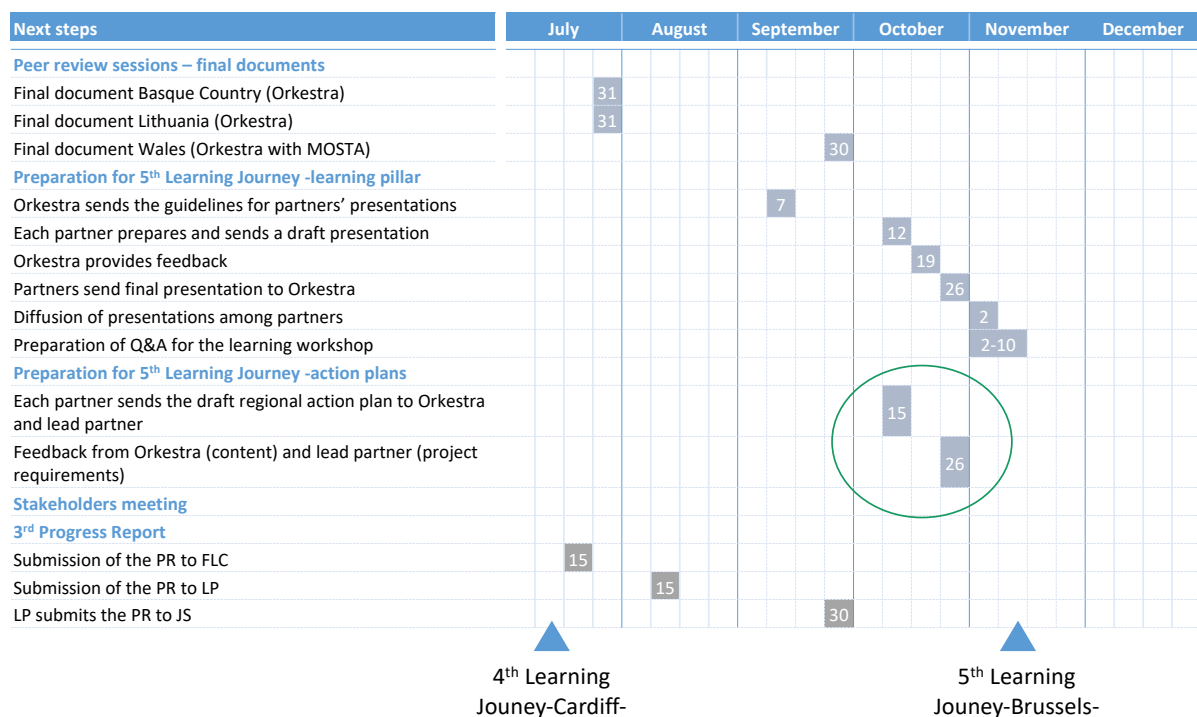 Next steps July August September October November December
Peer review sessions – final documents
Final document Basque Country (Orkestra) 31
Final document Lithuania (Orkestra) 31
Final document Wales (Orkestra with MOSTA) 30
Preparation for 5th Learning Journey -learning pillar
Orkestra sends the guidelines for partners’ presentations 7
Each partner prepares and sends a draft presentation 12
Orkestra provides feedback 19
Partners send final presentation to Orkestra 26
Diffusion of presentations among partners 2
Preparation of Q&A for the learning workshop 2-10
Preparation for 5th Learning Journey -action plans
Each partner sends the draft regional action plan to Orkestra
and lead partner 15
Feedback from Orkestra (content) and lead partner (project
requirements) 26
Stakeholders meeting
3rd Progress Report
Submission of the PR to FLC 15
Submission of the PR to LP 15
LP submits the PR to JS 30
4th Learning
Jouney-Cardiff-
5th Learning
Jouney-Brussels-